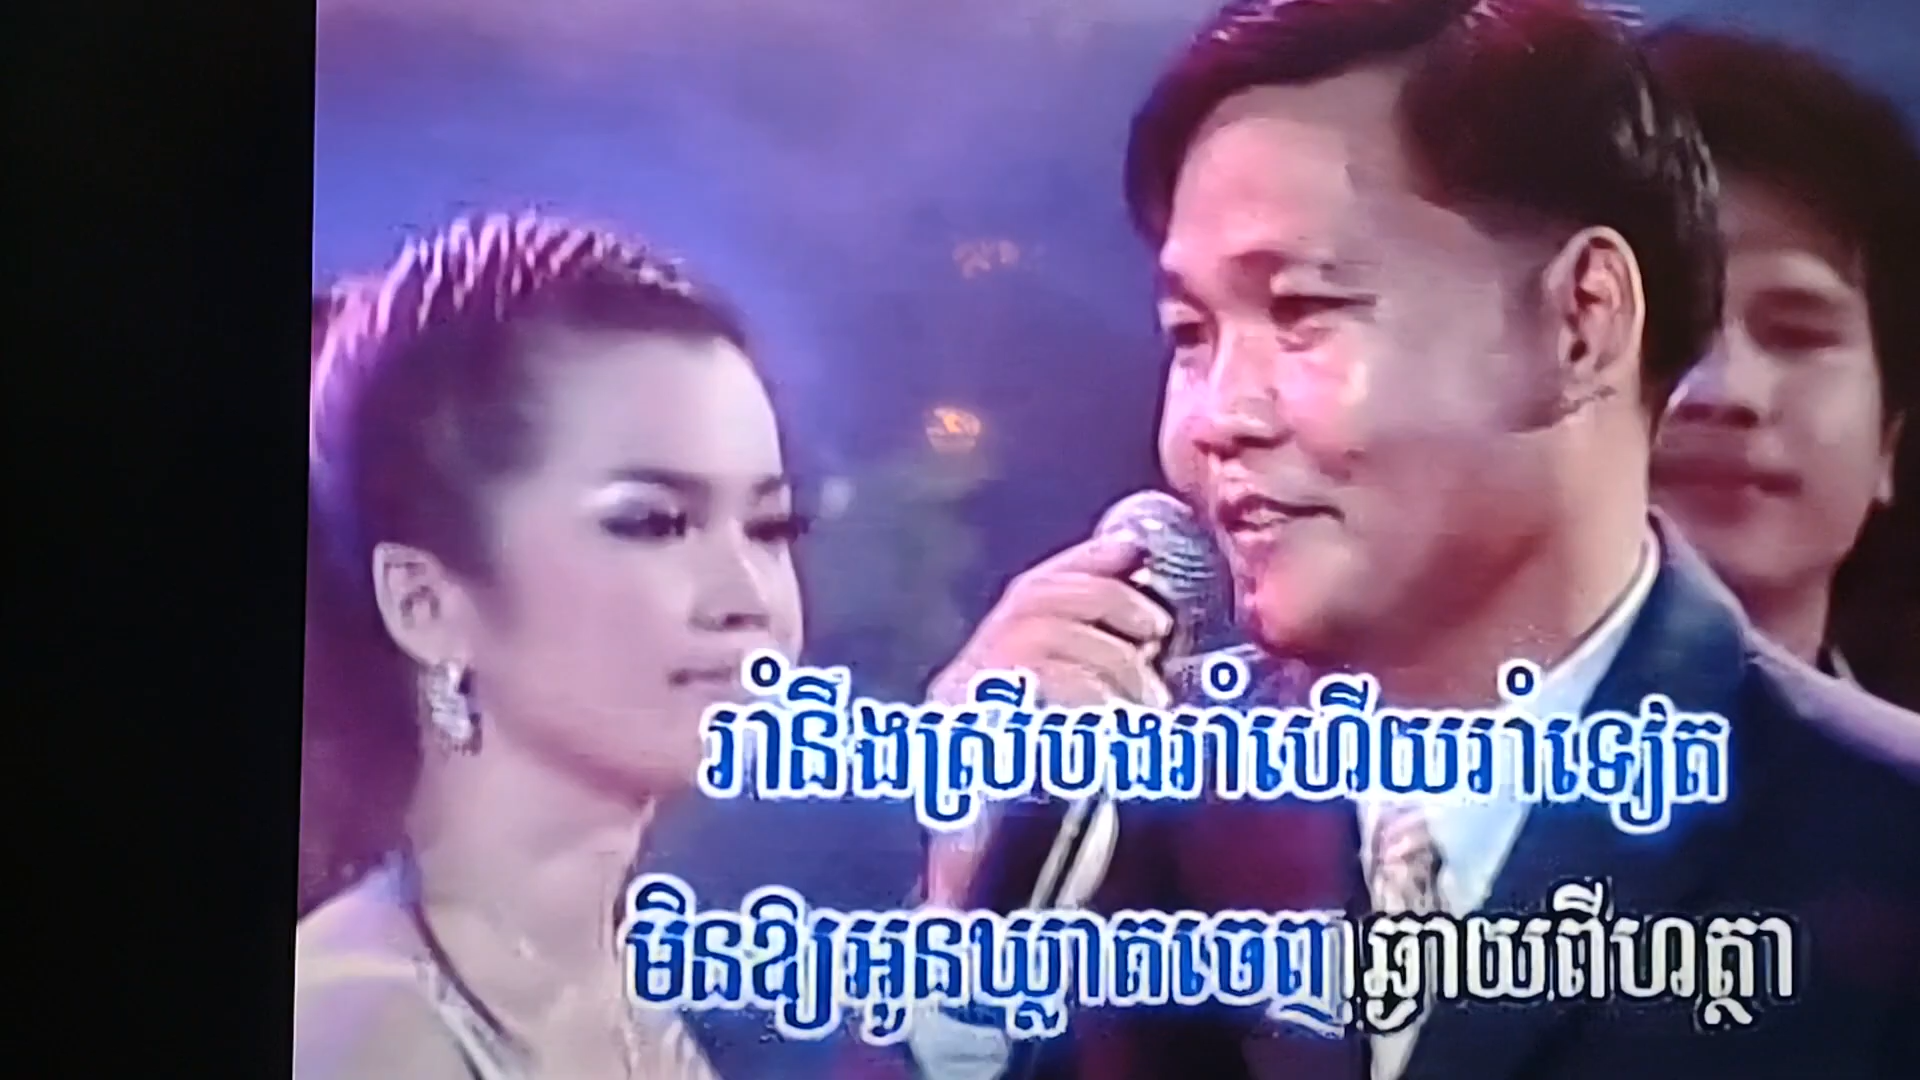 រាំនឹងស្រីបងរាំហើយរាំទៀត
មិនឱ្យអូនឃ្លាតចេញឆ្ងាយពីហត្ថា